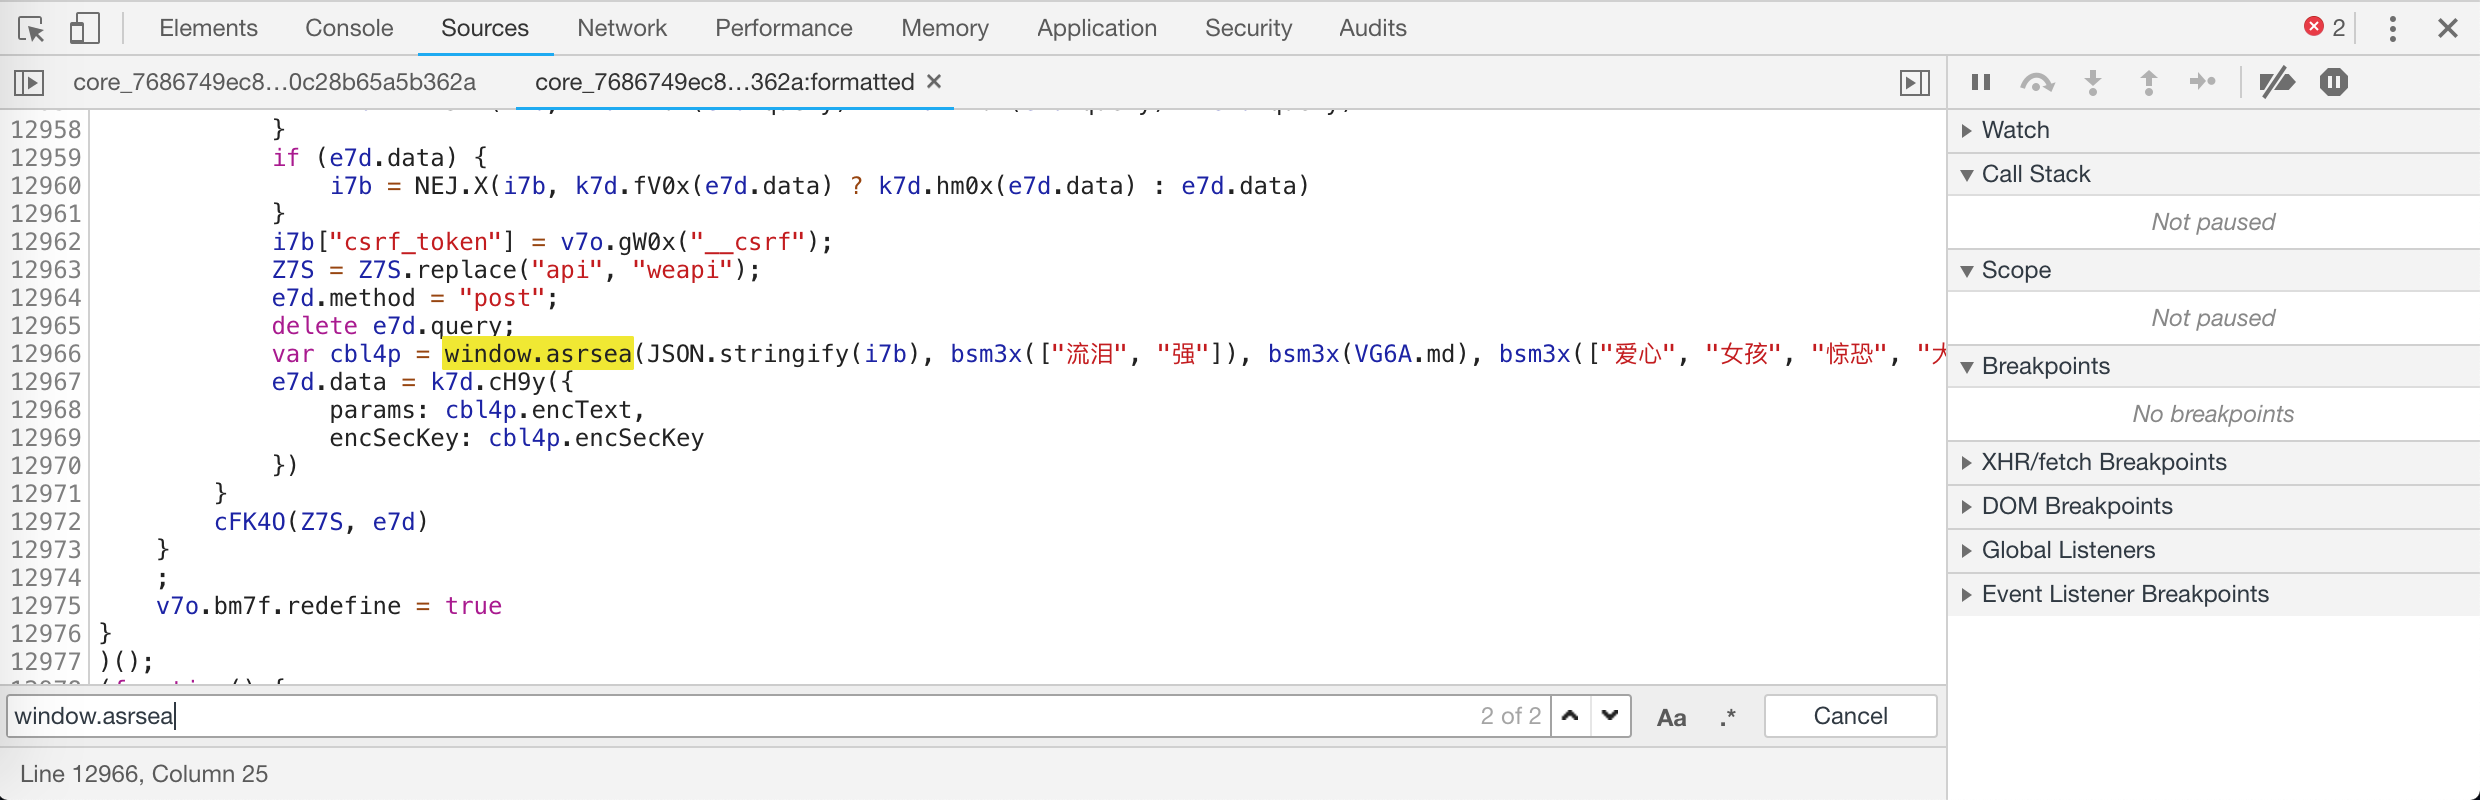 Elements Console Sources Network Performance Memory Application Security Audits 2
core_7686749ec8...0c28b65a5b362a core_7686749ec8...362a:formatted
12958 }
12959 if (e7d.data) {
12960 i7b = NEJ.X(i7b, k7d.fV0x(e7d.data) ? k7d.hm0x(e7d.data) : e7d.data)
12961 }
12962 i7b["csrf_token"] = v7o.gW0x("__csrf");
12963 Z7S = Z7S.replace("api", "weapi");
12964 e7d.method = "post";
12965 delete e7d.query;
12966 var cbl4p = window.asrsea(JSON.stringify(i7b), bsm3x(["流泪", "强"]), bsm3x(VG6A.md), bsm3x(["爱心", "女孩", "惊恐", "大
12967 e7d.data = k7d.cH9y({
12968 params: cbl4p.encText,
12969 encSecKey: cbl4p.encSecKey
12970 })
12971 }
12972 cFK4O(Z7S, e7d)
12973 }
12974 ;
12975 v7o.bm7f.redefine = true
12976 }
12977 )();
12978 (function() {
window.asrsea 2 of 2 Aa .* Cancel
Line 12966, Column 25
Watch
Call Stack
Not paused
Scope
Not paused
Breakpoints
No breakpoints
XHR/fetch Breakpoints
DOM Breakpoints
Global Listeners
Event Listener Breakpoints